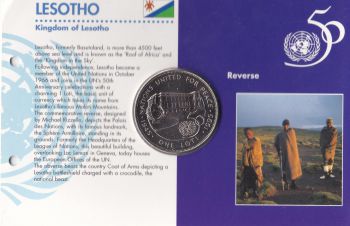 LESOTHO
Kingdom of Lesotho
Lesotho, formerly Basutoland, is more than 4500 feet
above sea level and is known as the 'Roof of Africa' and
the 'Kingdom in the Sky'.
Following independence, Lesotho became a
member of the United Nations in October
1966 and joins in the UN's 50th
Anniversary celebrations with a
charming 1 Loti, the basic unit of
currency which takes its name from
Lesotho's famous Maloti Mountains.
The commemorative reverse, designed
by Michael Rizzello, depicts the Palais
des Nations, with its famous landmark,
the Sphere Armillaire, sending in the
grounds. Formerly the Headquarters of the
League of Nations, this beautiful building,
overlooking Lac Leman in Geneva, today houses
the European Offices of the UN.
The obverse bears the country Coat of Arms depicting a
Lesotho battleshield charged with a crocodile, the
national beast.
NATIONS UNITED FOR PEACE
ONE LOTI
50
Reverse